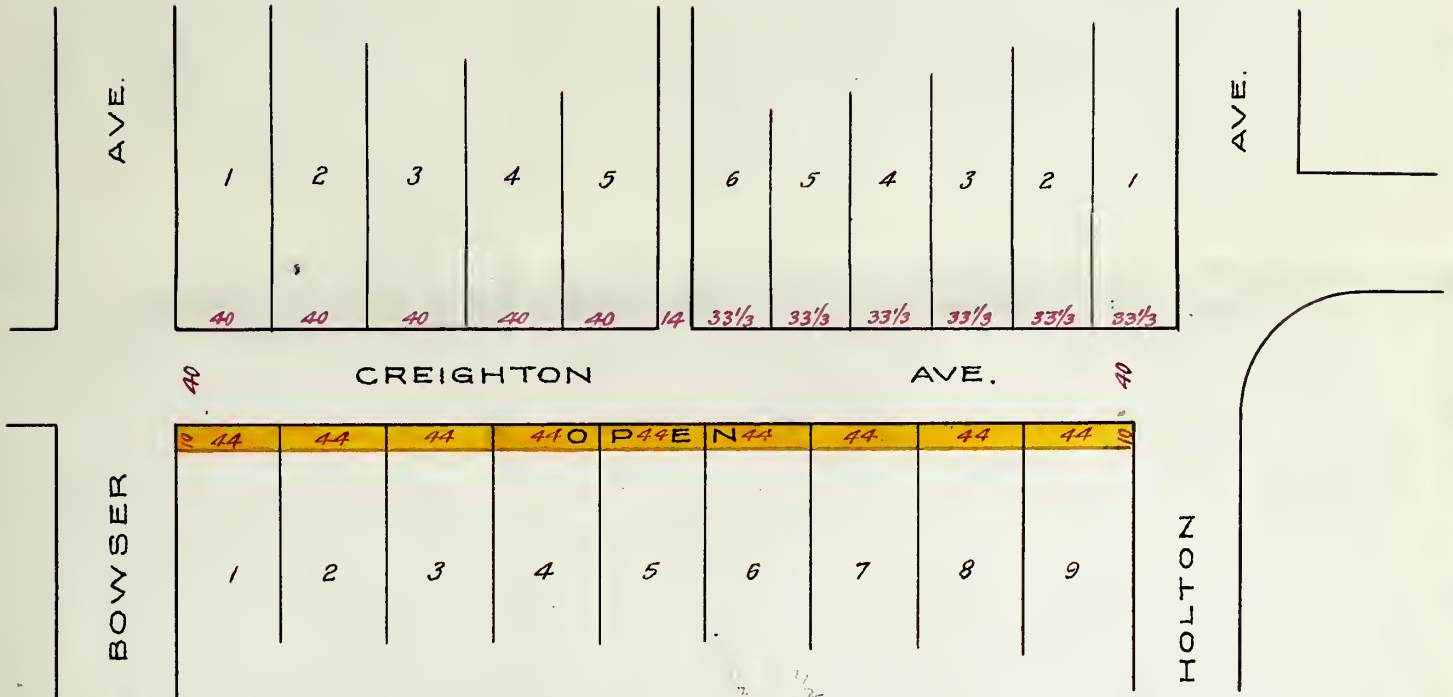 AVE. AVE.
1 2 3 4 5 6 5 4 3 2 1
40 40 40 40 40 14 33⅓ 33⅓ 33⅓ 33⅓ 33⅓ 33⅓
40 CREIGHTON AVE. 40
10 44 44 44 44 O P 44 E N 44 44 44 44 10
BOWSER
1 2 3 4 5 6 7 8 9
HOLTON